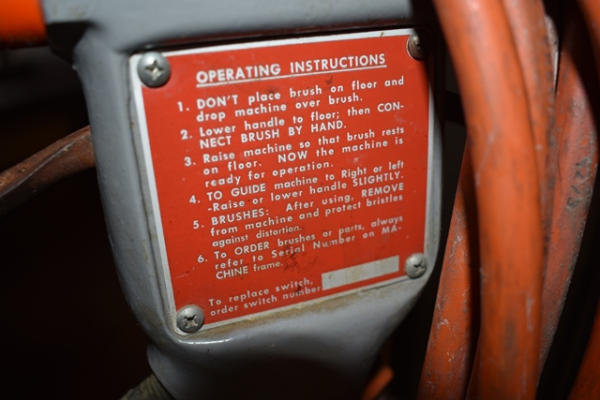 OPERATING INSTRUCTIONS
1. DON'T place brush on floor and
drop machine over brush.
2. Lower handle to floor; then CON-
NECT BRUSH BY HAND.
3. Raise machine so that brush rests
on floor. NOW the machine is
ready for operation.
4. TO GUIDE machine to Right or left
-Raise or lower handle SLIGHTLY.
5. BRUSHES: After using, REMOVE
from machine and protect bristles
against distortion.
6. To ORDER brushes or parts, always
refer to Serial Number on MA-
CHINE frame.
To replace switch,
order switch number